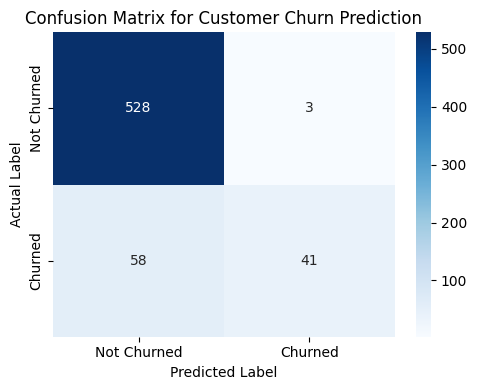 Confusion Matrix for Customer Churn Prediction
Actual Label
Not Churned
Churned
528
3
58
41
Not Churned
Churned
Predicted Label
500
400
300
200
100